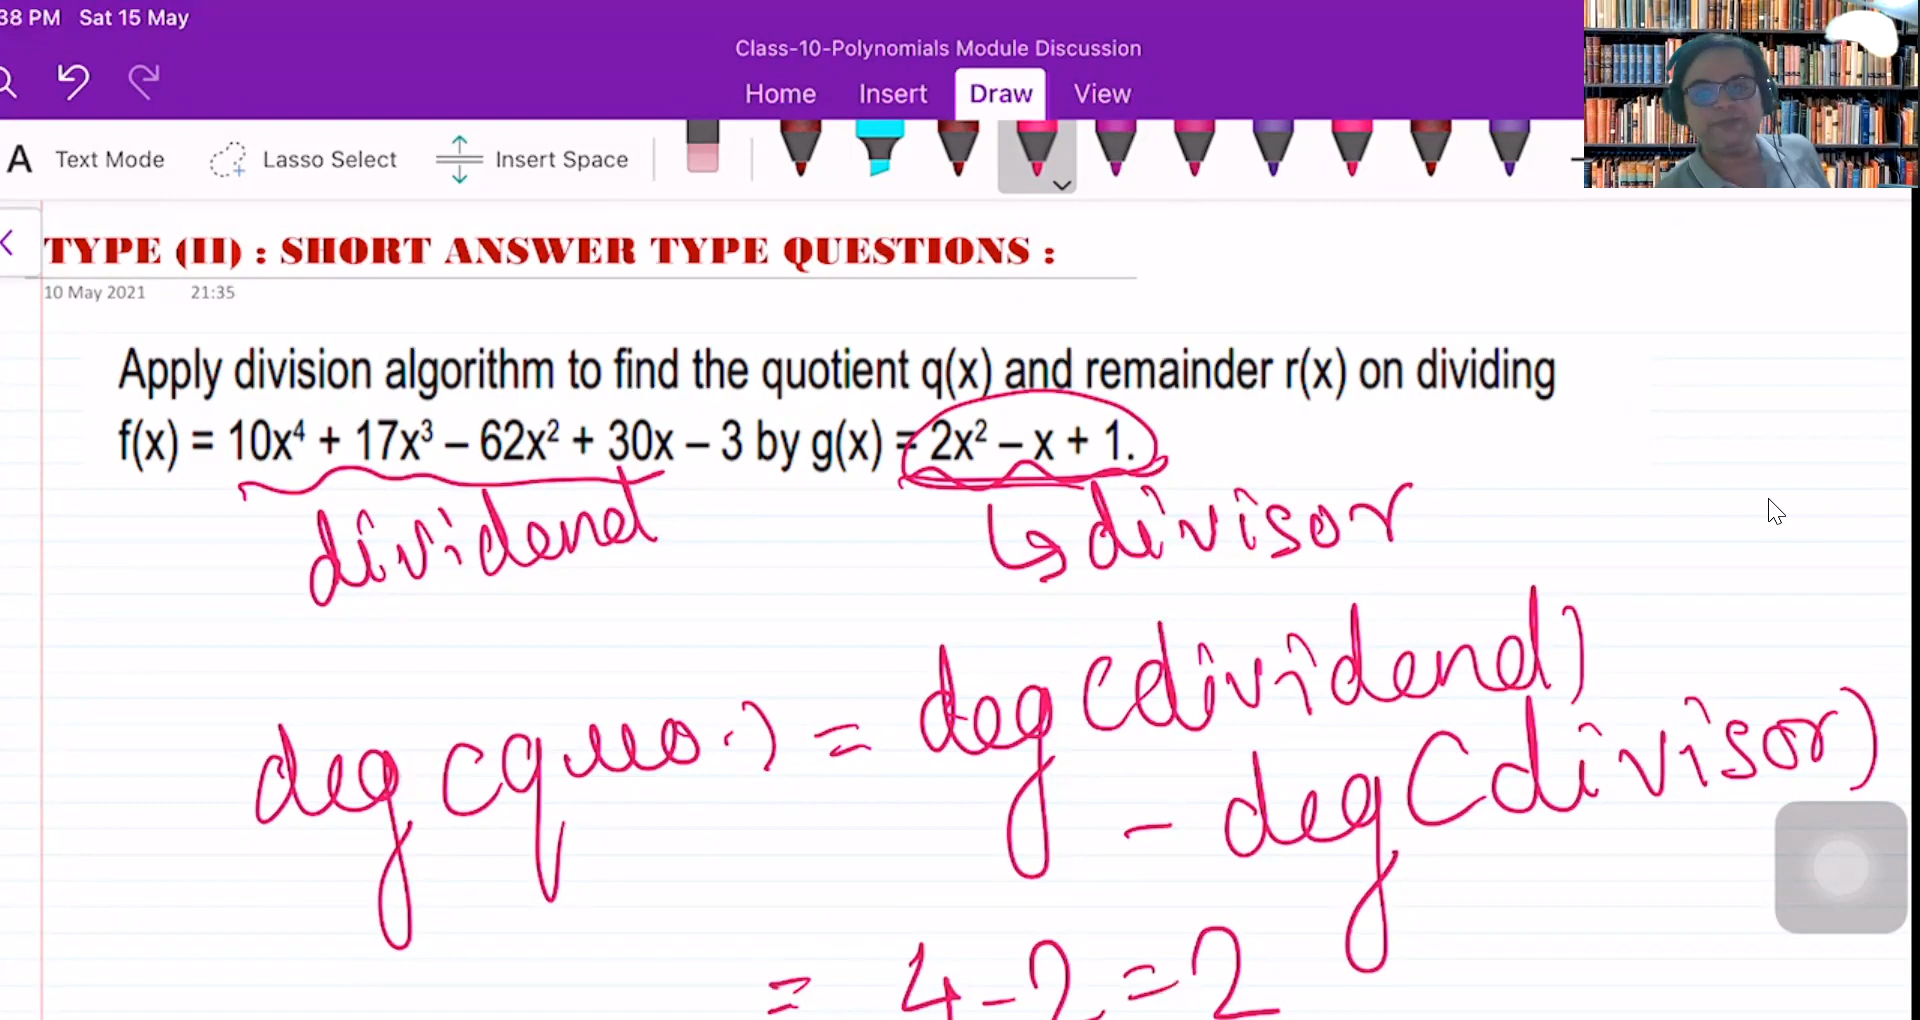 38 PM Sat 15 May
Class-10-Polynomials Module Discussion
Home Insert Draw View
A Text Mode Lasso Select Insert Space
TYPE (II) : SHORT ANSWER TYPE QUESTIONS :
10 May 2021 21:35
Apply division algorithm to find the quotient q(x) and remainder r(x) on dividing
f(x) = 10x⁴ + 17x³ – 62x² + 30x – 3 by g(x) = 2x² – x + 1.
dividend ↳ divisor
deg (quo.) = deg (dividend)
- deg (divisor)
= 4 - 2 = 2